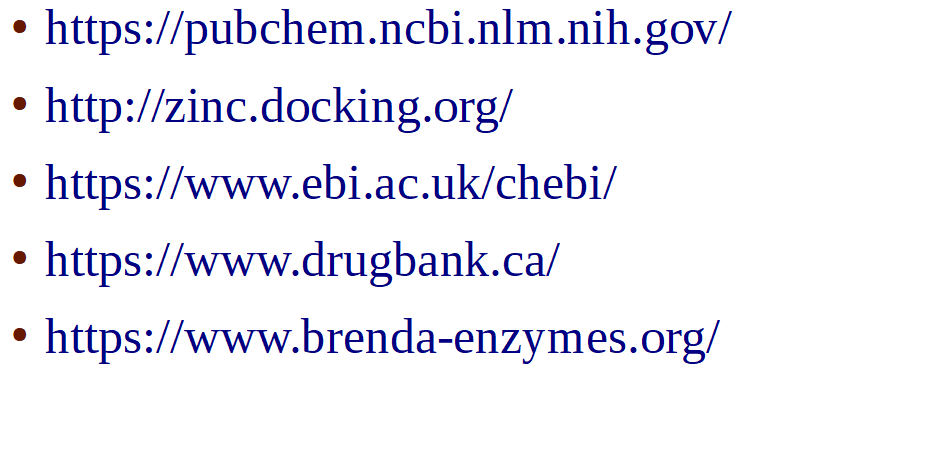 • https://pubchem.ncbi.nlm.nih.gov/
• http://zinc.docking.org/
• https://www.ebi.ac.uk/chebi/
• https://www.drugbank.ca/
• https://www.brenda-enzymes.org/